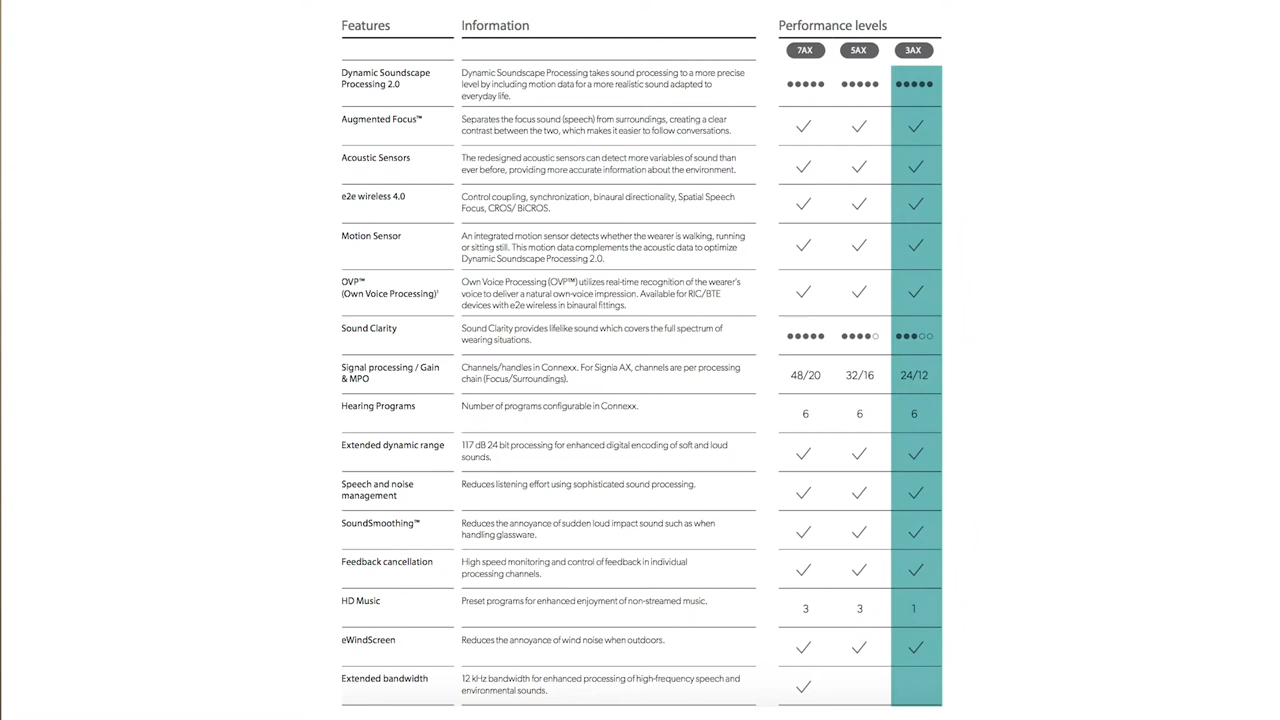 Features Information Performance levels
7AX 5AX 3AX
Dynamic Soundscape
Processing 2.0
Dynamic Soundscape Processing takes sound processing to a more precise
level by including motion data for a more realistic sound adapted to
everyday life.
Augmented Focus™
Separates the focus sound (speech) from surroundings, creating a clear
contrast between the two, which makes it easier to follow conversations.
Acoustic Sensors
The redesigned acoustic sensors can detect more variables of sound than
ever before, providing more accurate information about the environment.
e2e wireless 4.0
Control coupling, synchronization, binaural directionality, Spatial Speech
Focus, CROS/ BiCROS.
Motion Sensor
An integrated motion sensor detects whether the wearer is walking, running
or sitting still. This motion data complements the acoustic data to optimize
Dynamic Soundscape Processing 2.0.
OVP™
(Own Voice Processing)¹
Own Voice Processing (OVP™) utilizes real-time recognition of the wearer's
voice to deliver a natural own-voice impression. Available for RIC/BTE
devices with e2e wireless in binaural fittings.
Sound Clarity
Sound Clarity provides lifelike sound which covers the full spectrum of
wearing situations.
Signal processing / Gain
& MPO
Channels/handles in Connexx. For Signia AX, channels are per processing
chain (Focus/Surroundings).
48/20 32/16 24/12
Hearing Programs
Number of programs configurable in Connexx.
6 6 6
Extended dynamic range
117 dB 24 bit processing for enhanced digital encoding of soft and loud
sounds.
Speech and noise
management
Reduces listening effort using sophisticated sound processing.
SoundSmoothing™
Reduces the annoyance of sudden loud impact sound such as when
handling glassware.
Feedback cancellation
High speed monitoring and control of feedback in individual
processing channels.
HD Music
Preset programs for enhanced enjoyment of non-streamed music.
3 3 1
eWindScreen
Reduces the annoyance of wind noise when outdoors.
Extended bandwidth
12 kHz bandwidth for enhanced processing of high-frequency speech and
environmental sounds.